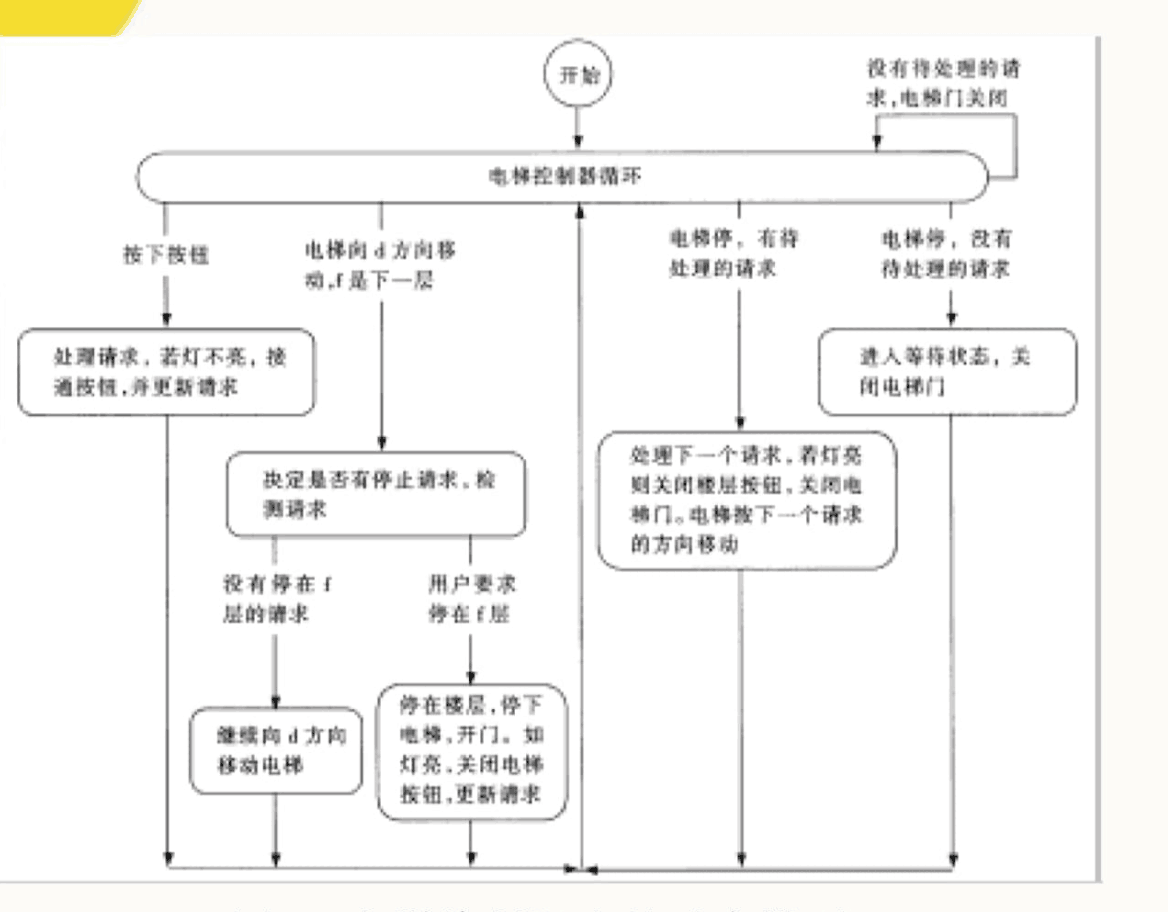 开始
没有待处理的请
求,电梯门关闭
电梯控制器循环
按下按钮
电梯向d方向移
动,f是下一层
电梯停，有待
处理的请求
电梯停，没有
待处理的请求
处理请求，若灯不亮，接
通按钮,并更新请求
进入等待状态，关
闭电梯门
决定是否有停止请求,检
测请求
处理下一个请求,若灯亮
则关闭楼层按钮,关闭电
梯门。电梯按下一个请求
的方向移动
没有停在f
层的请求
用户要求
停在f层
继续向d方向
移动电梯
停在楼层,停下
电梯,开门。如
灯亮,关闭电梯
按钮,更新请求